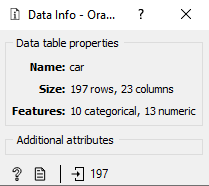 Data Info - Ora...
Data table properties
Name: car
Size: 197 rows, 23 columns
Features: 10 categorical, 13 numeric
Additional attributes
? 197